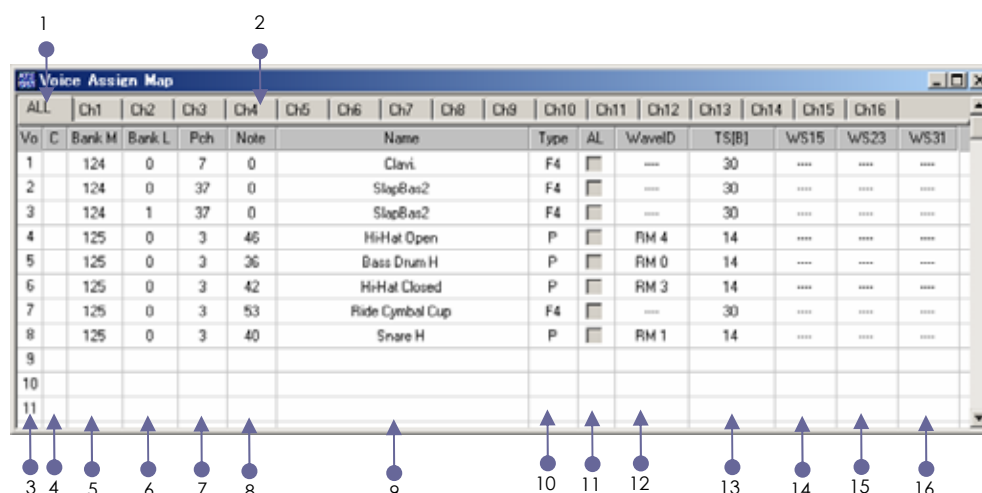 1 2
Voice Assign Map
ALL Ch1 Ch2 Ch3 Ch4 Ch5 Ch6 Ch7 Ch8 Ch9 Ch10 Ch11 Ch12 Ch13 Ch14 Ch15 Ch16
Vo C Bank M Bank L Pch Note Name Type AL WaveID TS[B] WS15 WS23 WS31
1 124 0 7 0 Clavi. F4 ---- 30 ---- ---- ----
2 124 0 37 0 SlapBas2 F4 ---- 30 ---- ---- ----
3 124 1 37 0 SlapBas2 F4 ---- 30 ---- ---- ----
4 125 0 3 46 Hi-Hat Open P RM 4 14 ---- ---- ----
5 125 0 3 36 Bass Drum H P RM 0 14 ---- ---- ----
6 125 0 3 42 Hi-Hat Closed P RM 3 14 ---- ---- ----
7 125 0 3 53 Ride Cymbal Cup F4 ---- 30 ---- ---- ----
8 125 0 3 40 Snare H P RM 1 14 ---- ---- ----
9
10
11
3 4 5 6 7 8 9 10 11 12 13 14 15 16